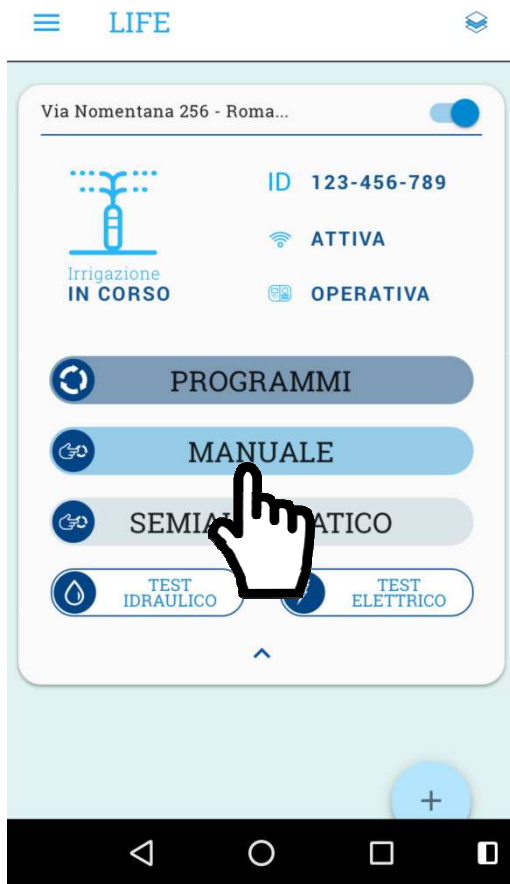 LIFE
Via Nomentana 256 - Roma...
ID 123-456-789
ATTIVA
Irrigazione
IN CORSO
OPERATIVA
PROGRAMMI
MANUALE
TEST
IDRAULICO
TEST
ELETTRICO